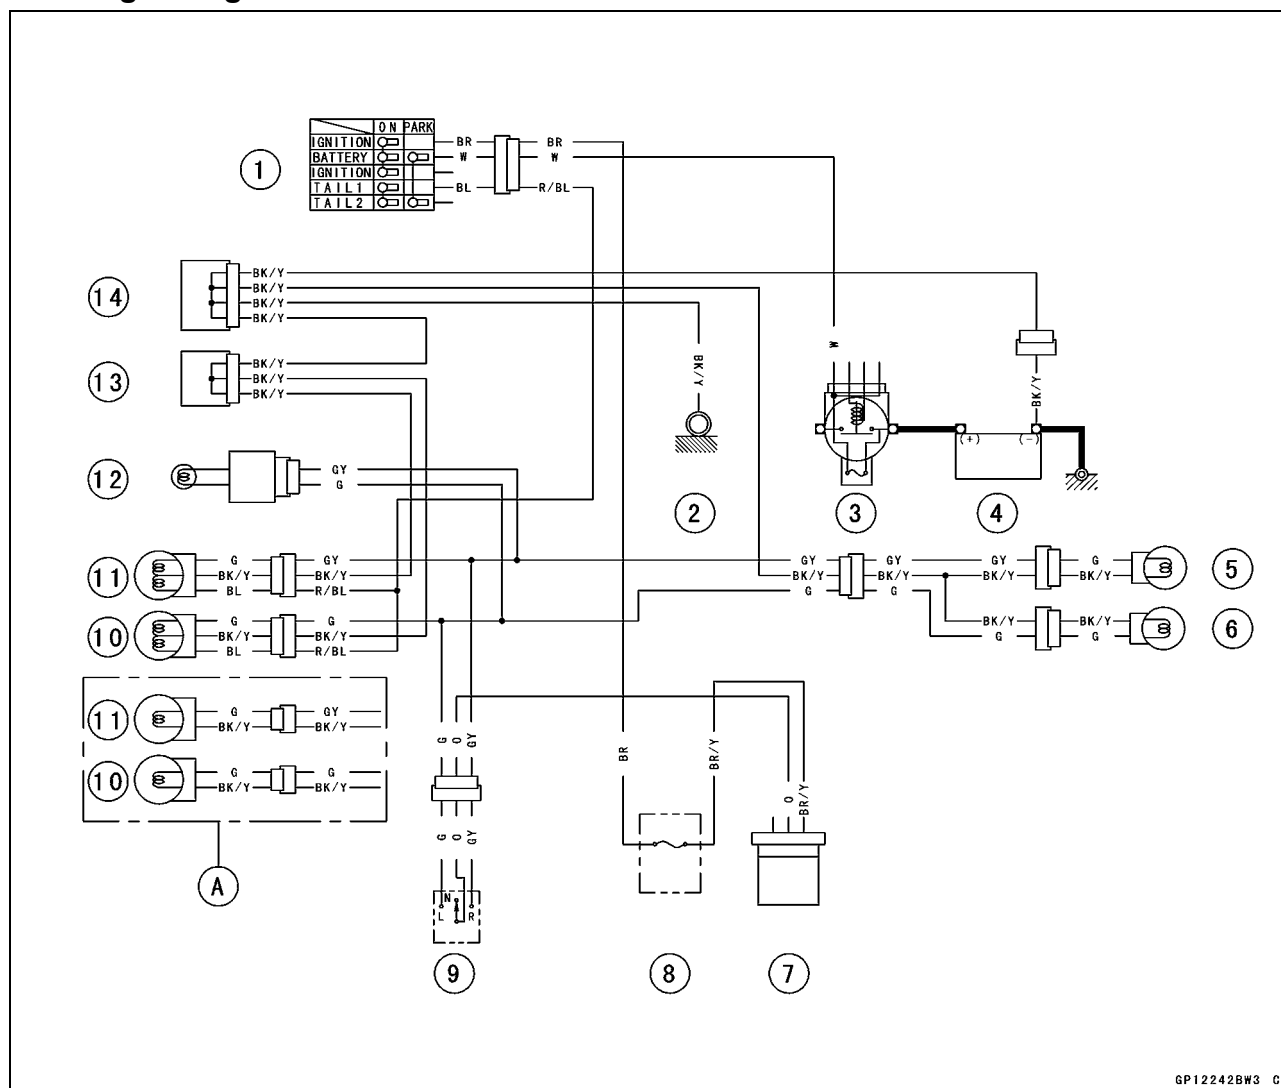 ON PARK
IGNITION
BATTERY
IGNITION
TAIL1
TAIL2
BR BR
W W
BL R/BL
1
14
BK/Y
BK/Y
BK/Y
BK/Y
13
BK/Y
BK/Y
BK/Y
W
BK/Y
BK/Y
(+) (-)
12
GY
G
2
3
4
11
G GY
BK/Y BK/Y
BL R/BL
GY GY GY G
BK/Y BK/Y BK/Y BK/Y
G G
5
10
G G
BK/Y BK/Y
BL R/BL
BK/Y BK/Y
G G
6
11
G GY
BK/Y BK/Y
10
G G
BK/Y BK/Y
A
G O GY
G O GY
N
L R
BR
BR/Y
O
BR/Y
9
8
7
GP12242BW3 C